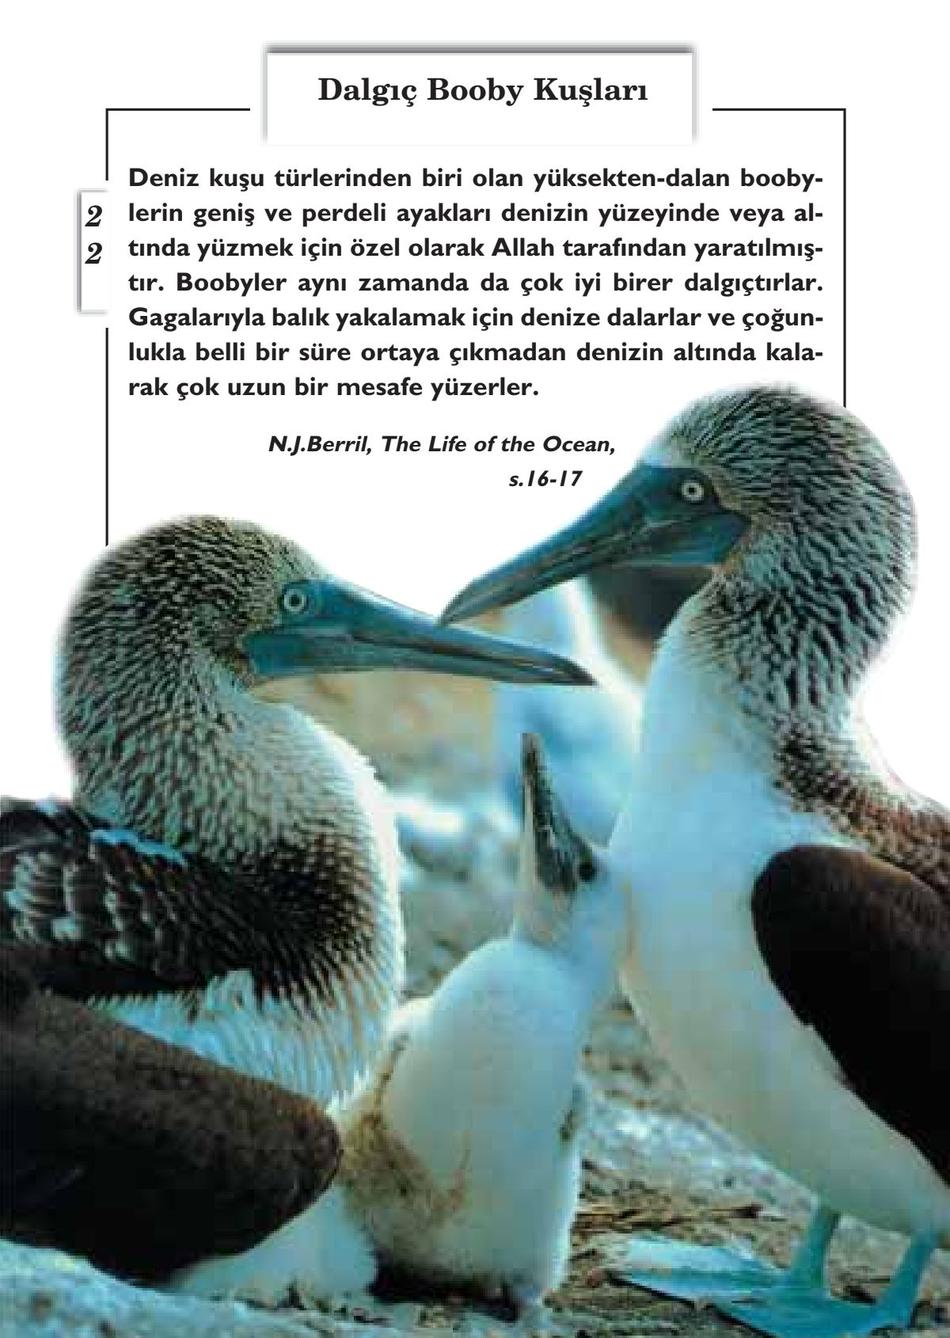 Dalgıç Booby Kuşları
Deniz kuşu türlerinden biri olan yüksekten-dalan booby-
lerin geniş ve perdeli ayakları denizin yüzeyinde veya al-
tında yüzmek için özel olarak Allah tarafından yaratılmış-
tır. Boobyler aynı zamanda da çok iyi birer dalgıçtırlar.
Gagalarıyla balık yakalamak için denize dalarlar ve çoğun-
lukla belli bir süre ortaya çıkmadan denizin altında kala-
rak çok uzun bir mesafe yüzerler.
N.J.Berril, The Life of the Ocean,
s.16-17
2
2